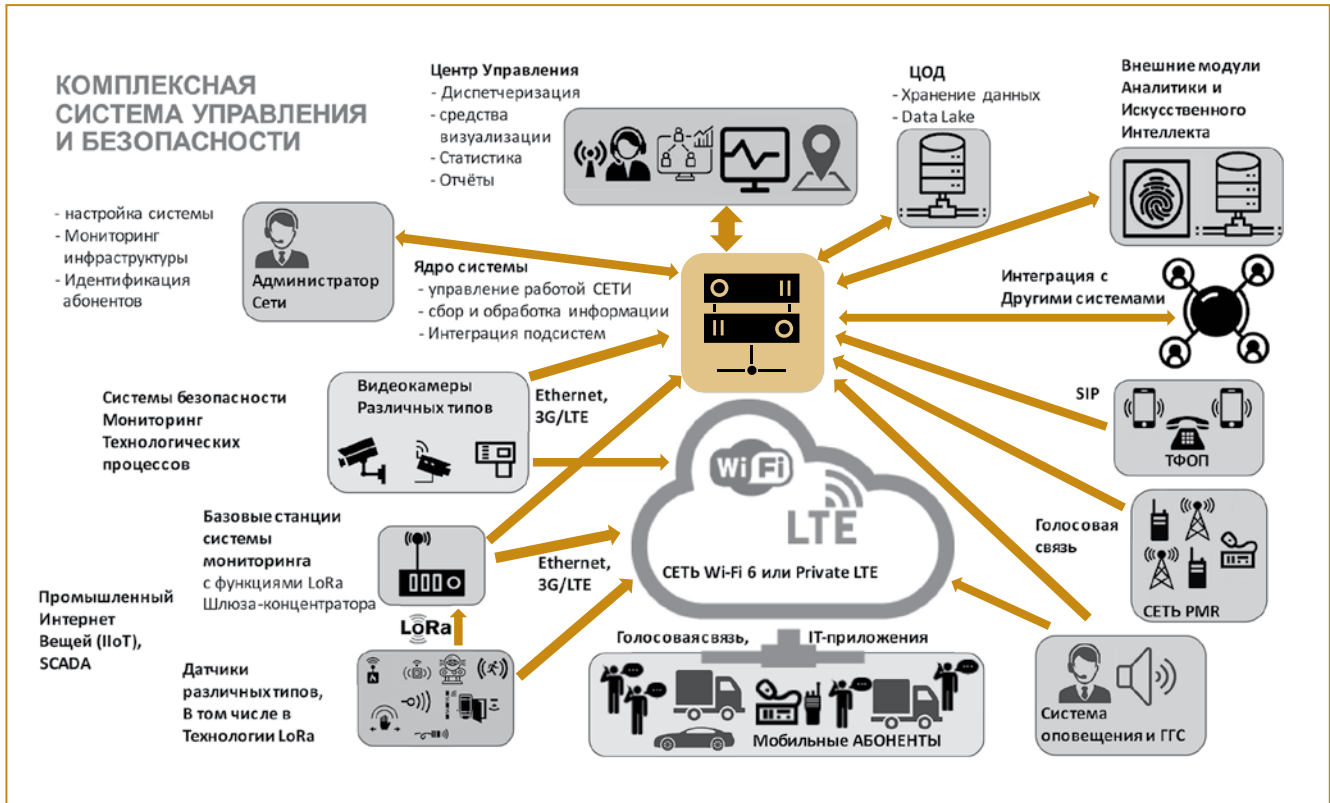 КОМПЛЕКСНАЯ
СИСТЕМА УПРАВЛЕНИЯ
И БЕЗОПАСНОСТИ
Центр Управления
- Диспетчеризация
- средства
визуализации
- Статистика
- Отчёты
ЦОД
- Хранение данных
- Data Lake
Внешние модули
Аналитики и
Искусственного
Интеллекта
- настройка системы
- Мониторинг
инфраструктуры
- Идентификация
абонентов
Администратор
Сети
Ядро системы
- управление работой СЕТИ
- сбор и обработка информации
- Интеграция подсистем
Интеграция с
Другими системами
Системы безопасности
Мониторинг
Технологических
процессов
Видеокамеры
Различных типов
Ethernet,
3G/LTE
SIP
ТФОП
Базовые станции
системы
мониторинга
с функциями LoRa
Шлюза-концентратора
Ethernet,
3G/LTE
WiFi
LTE
СЕТЬ Wi-Fi 6 или Private LTE
Голосовая
связь
СЕТЬ PMR
Промышленный
Интернет
Вещей (IIoT),
SCADA
LoRa
Датчики
различных типов,
В том числе в
Технологии LoRa
Голосовая связь,
IT-приложения
Мобильные АБОНЕНТЫ
Система
оповещения и ГГС